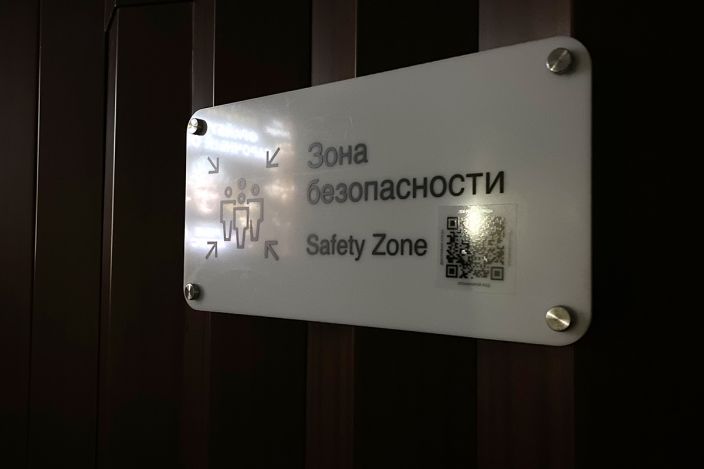 Зона
безопасности
Safety Zone